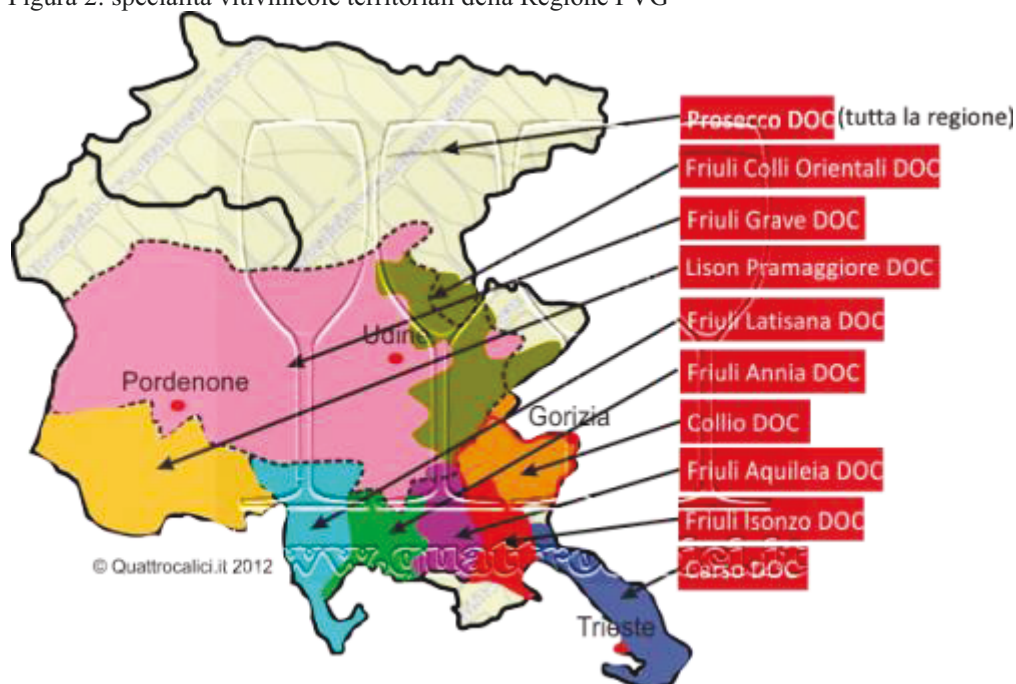 Figura 2: specialità vitivinicole territoriali della Regione FVG
Prosecco DOC (tutta la regione)
Friuli Colli Orientali DOC
Friuli Grave DOC
Lison Pramaggiore DOC
Friuli Latisana DOC
Udine
Friuli Annia DOC
Pordenone
Gorizia
Collio DOC
Friuli Aquileia DOC
Friuli Isonzo DOC
© Quattrocalici.it 2012
Carso DOC
Trieste